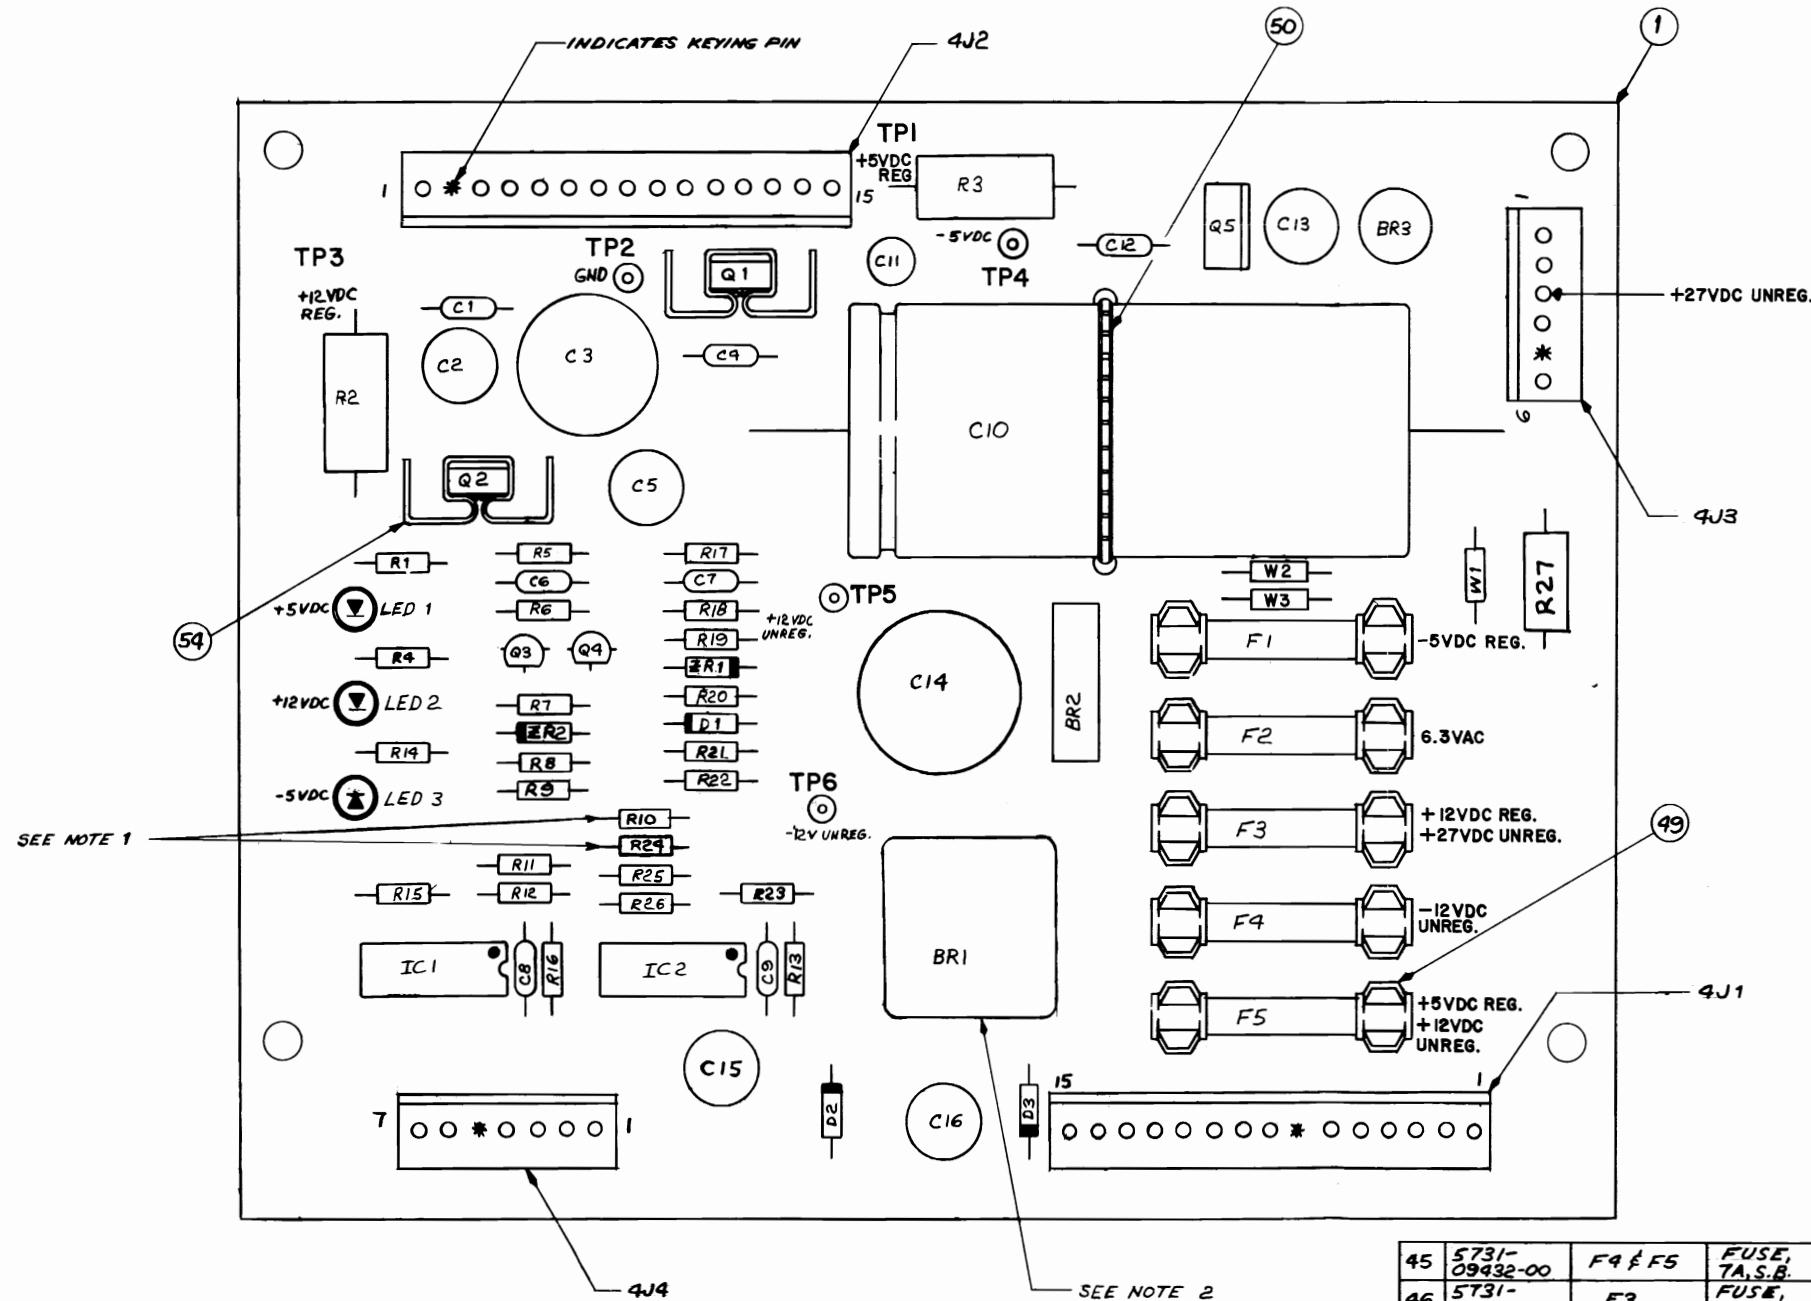 INDICATES KEYING PIN
4J2
50
1
TP1
+5VDC
REG
1
15
R3
-5VDC
TP4
C11
C12
Q5
C13
BR3
1
6
+27VDC UNREG.
4J3
TP3
+12VDC
REG.
TP2
GND
Q1
C1
C2
C3
C4
R2
C10
Q2
C5
54
R1
R5
R17
C6
C7
+5VDC
LED 1
R6
R18
+12VDC
UNREG.
TP5
R19
R4
Q3
Q4
ZR1
R20
+12VDC
LED 2
R7
D1
ZR2
R14
R21
R8
R22
R9
-5VDC
LED 3
TP6
-12V UNREG.
SEE NOTE 1
R10
R24
R11
R25
R15
R12
R26
R23
IC1
C8
R16
IC2
C9
R13
C14
BR2
BR1
W2
W3
W1
R27
F1
-5VDC REG.
F2
6.3VAC
F3
+12VDC REG.
+27VDC UNREG.
49
F4
-12VDC
UNREG.
F5
+5VDC REG.
+12VDC
UNREG.
4J1
C15
D2
C16
D3
15
1
7
1
4J4
SEE NOTE 2
45 5731-09432-00 F4 & F5 FUSE, 7A, S.B.
46 5731- F3 FUSE,